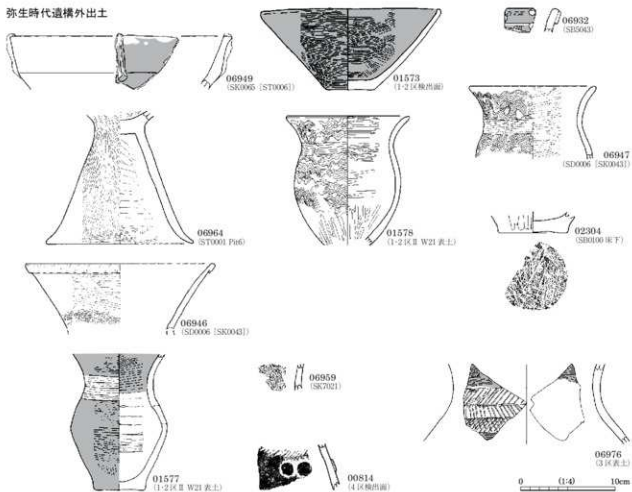 弥生時代遺構外出土
06949
(SK0065 [ST0006])
01573
(1・2区検出面)
06932
(SB5043)
06964
(ST0001 Pit6)
01578
(1・2区Ⅱ W21 表土)
06947
(SD0006 [SK0043])
02304
(SB0100 床下)
06946
(SD0006 [SK0043])
01577
(1・2区Ⅱ W21 表土)
06959
(SK7021)
00814
(4区検出面)
06976
(3区表土)
0 (1:4) 10cm